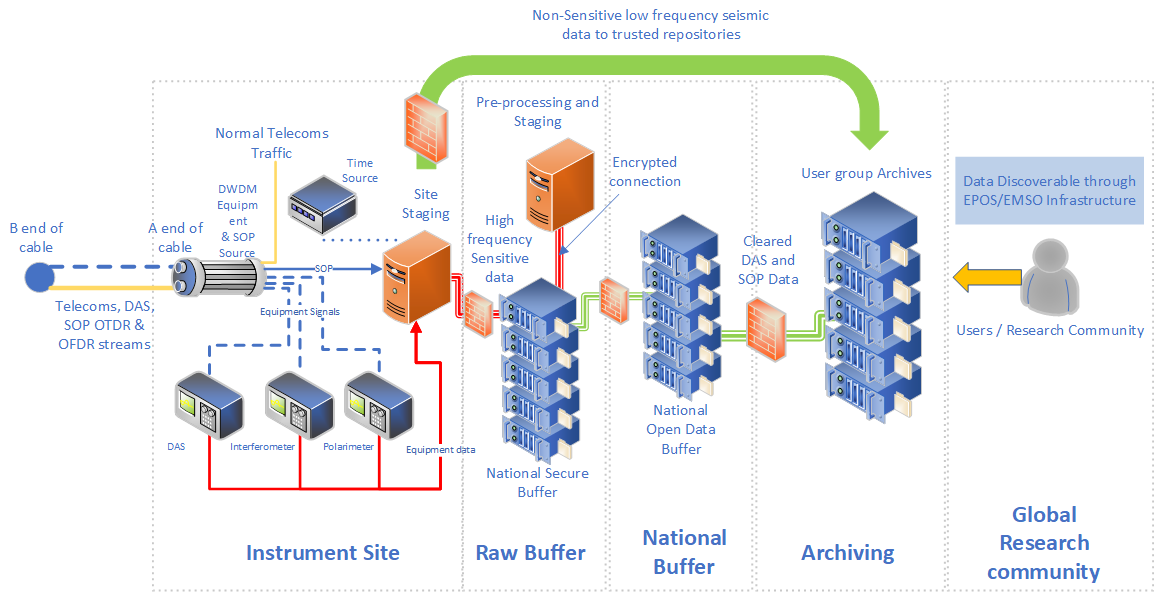 Non-Sensitive low frequency seismic
data to trusted repositories
Normal Telecoms
Traffic
Time
Source
DWDM
Equipm
ent
& SOP
Source
B end of
cable
A end of
cable
Telecoms, DAS,
SOP OTDR &
OFDR streams
SOP
Equipment Signals
Site
Staging
DAS
Interferometer
Polarimeter
Equipment data
Instrument Site
Pre-processing and
Staging
Encrypted
connection
High
frequency
Sensitive
data
National Secure
Buffer
Raw Buffer
National
Open Data
Buffer
National
Buffer
Cleared
DAS and
SOP Data
User group Archives
Archiving
Data Discoverable through
EPOS/EMSO Infrastructure
Users / Research Community
Global
Research
community